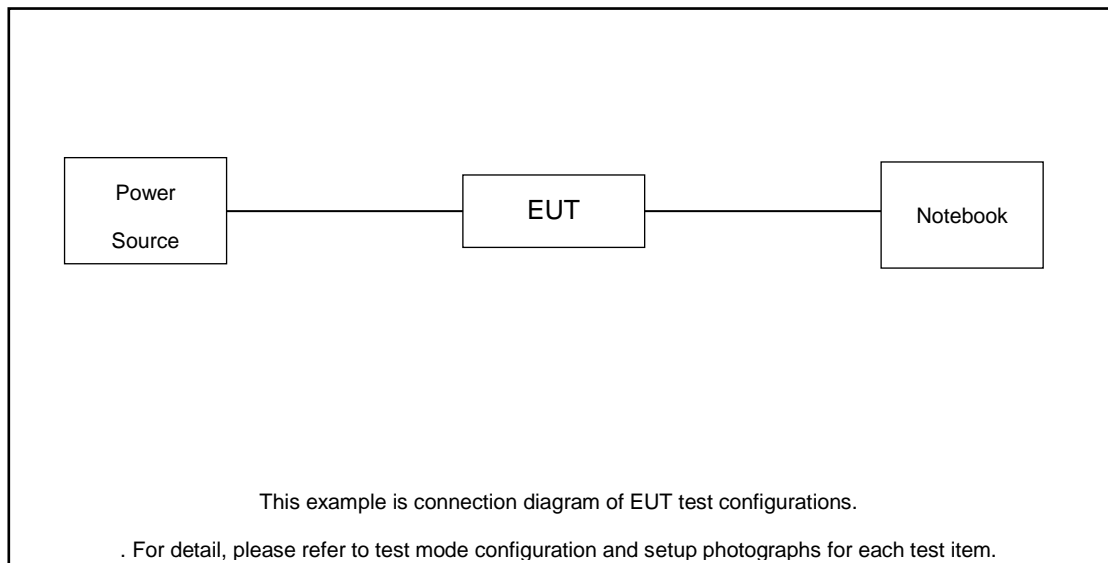 Power
Source
EUT
Notebook
This example is connection diagram of EUT test configurations.
. For detail, please refer to test mode configuration and setup photographs for each test item.